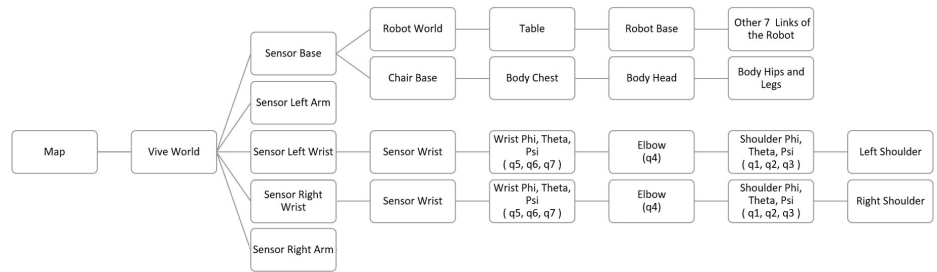 Map
Vive World
Sensor Base
Robot World
Table
Robot Base
Other 7 Links of
the Robot
Chair Base
Body Chest
Body Head
Body Hips and
Legs
Sensor Left Arm
Sensor Left Wrist
Sensor Wrist
Wrist Phi, Theta,
Psi
( q5, q6, q7 )
Elbow
(q4)
Shoulder Phi,
Theta, Psi
( q1, q2, q3 )
Left Shoulder
Sensor Right
Wrist
Sensor Wrist
Wrist Phi, Theta,
Psi
( q5, q6, q7 )
Elbow
(q4)
Shoulder Phi,
Theta, Psi
( q1, q2, q3 )
Right Shoulder
Sensor Right Arm